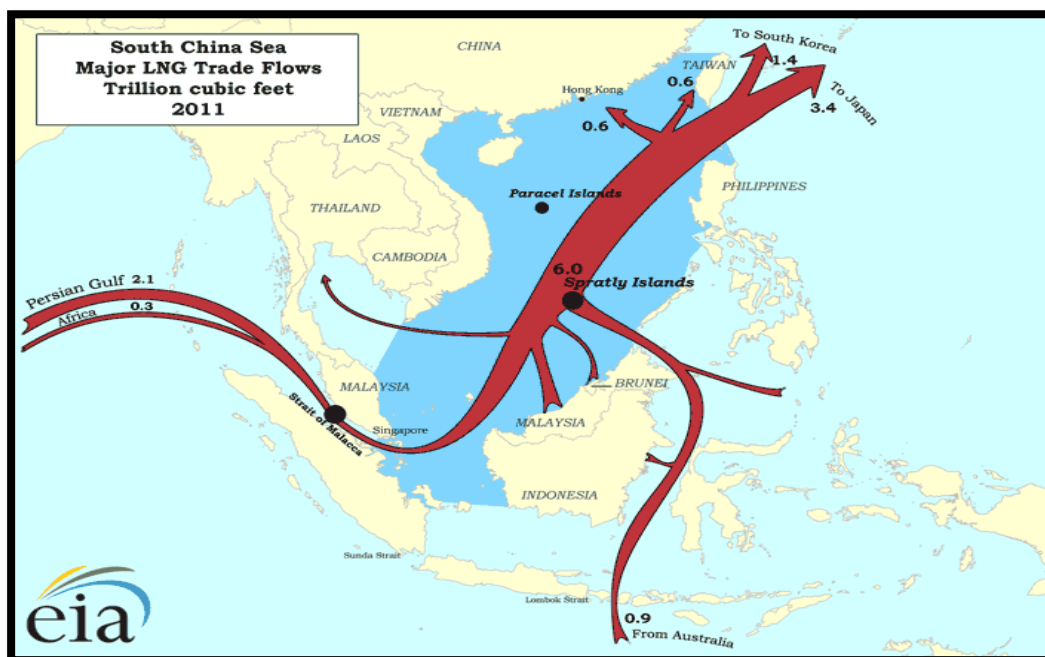 South China Sea
Major LNG Trade Flows
Trillion cubic feet
2011
CHINA
To South Korea
1.4
TAIWAN
0.6
Hong Kong
To Japan
3.4
0.6
VIETNAM
LAOS
Paracel Islands
PHILIPPINES
THAILAND
CAMBODIA
6.0
Spratly Islands
Persian Gulf 2.1
Africa 0.3
MALAYSIA
BRUNEI
Strait of Malacca
Singapore
MALAYSIA
INDONESIA
Sunda Strait
Lombok Strait
0.9
From Australia
eia